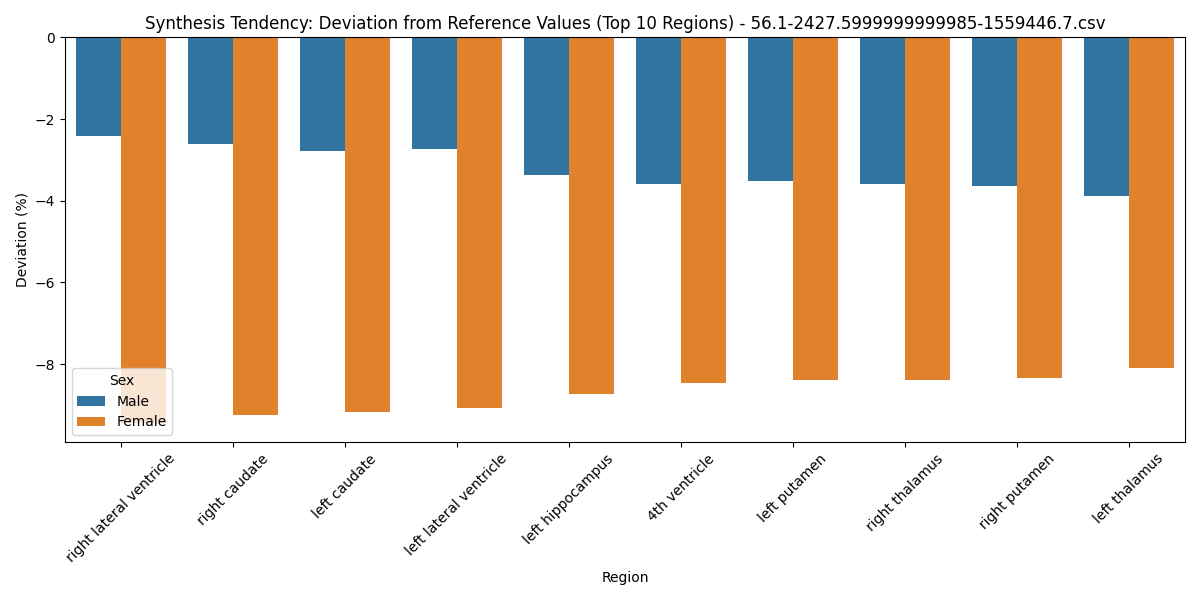 Synthesis Tendency: Deviation from Reference Values (Top 10 Regions) - 56.1-2427.5999999999985-1559446.7.csv
0
−2
−4
−6
−8
Deviation (%)
Sex
Male
Female
right lateral ventricle
right caudate
left caudate
left lateral ventricle
left hippocampus
4th ventricle
left putamen
right thalamus
right putamen
left thalamus
Region